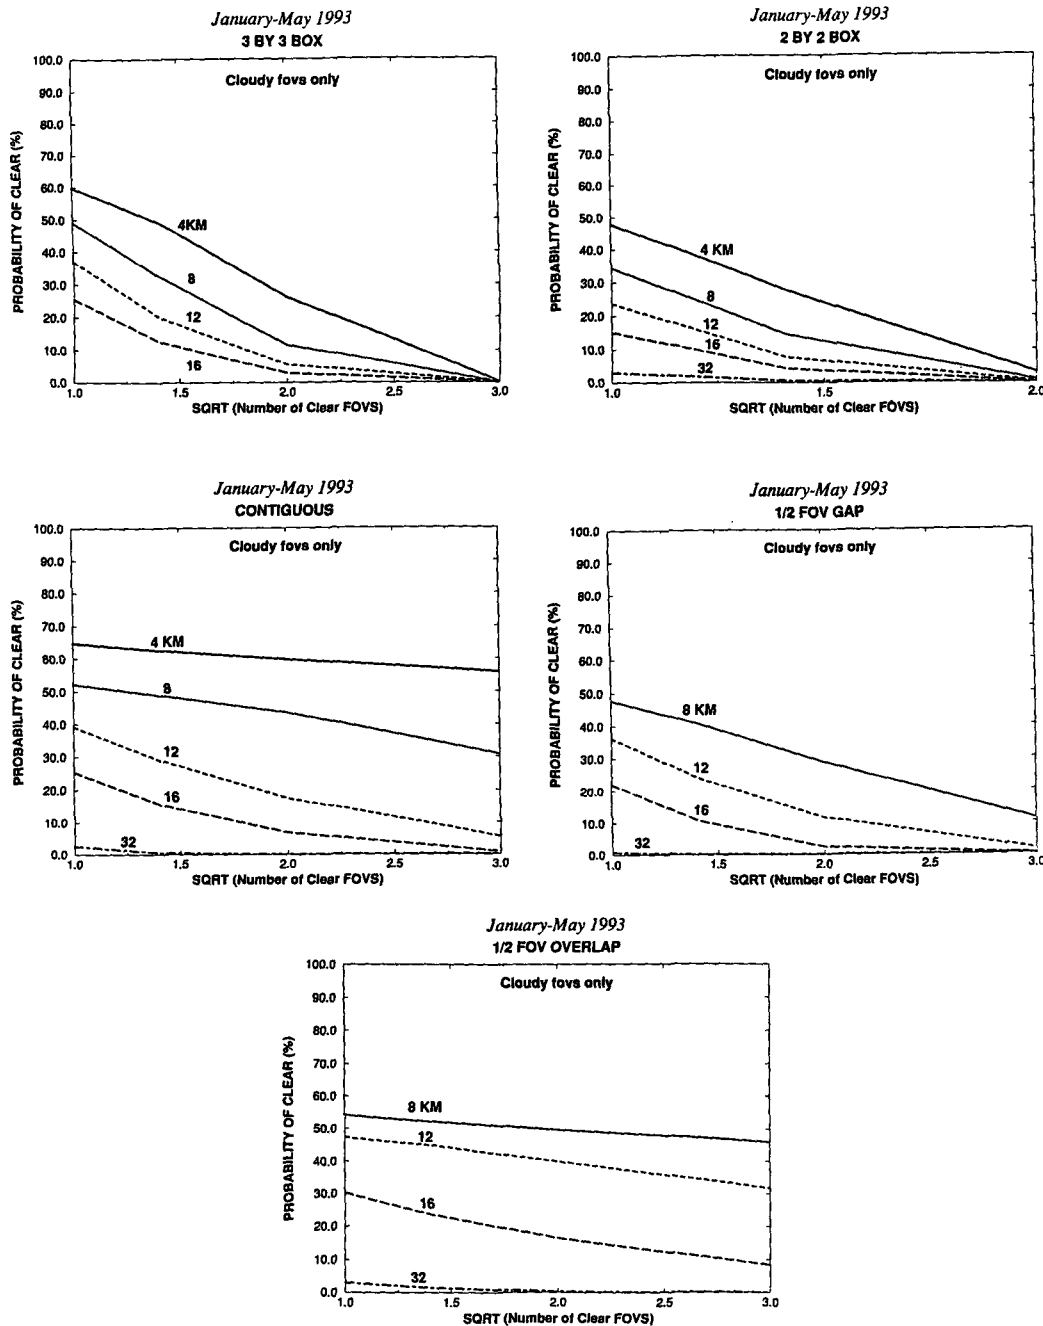 January-May 1993
3 BY 3 BOX
Cloudy fovs only
PROBABILITY OF CLEAR (%)
100.0
90.0
80.0
70.0
60.0
50.0
40.0
30.0
20.0
10.0
0.0
4KM
8
12
16
1.0 1.5 2.0 2.5 3.0
SQRT (Number of Clear FOVS)
January-May 1993
2 BY 2 BOX
Cloudy fovs only
PROBABILITY OF CLEAR (%)
100.0
90.0
80.0
70.0
60.0
50.0
40.0
30.0
20.0
10.0
0.0
4 KM
8
12
16
32
1.0 1.5 2.0
SQRT (Number of Clear FOVS)
January-May 1993
CONTIGUOUS
Cloudy fovs only
PROBABILITY OF CLEAR (%)
100.0
90.0
80.0
70.0
60.0
50.0
40.0
30.0
20.0
10.0
0.0
4 KM
8
12
16
32
1.0 1.5 2.0 2.5 3.0
SQRT (Number of Clear FOVS)
January-May 1993
1/2 FOV GAP
Cloudy fovs only
PROBABILITY OF CLEAR (%)
100.0
90.0
80.0
70.0
60.0
50.0
40.0
30.0
20.0
10.0
0.0
8 KM
12
16
32
1.0 1.5 2.0 2.5 3.0
SQRT (Number of Clear FOVS)
January-May 1993
1/2 FOV OVERLAP
Cloudy fovs only
PROBABILITY OF CLEAR (%)
100.0
90.0
80.0
70.0
60.0
50.0
40.0
30.0
20.0
10.0
0.0
8 KM
12
16
32
1.0 1.5 2.0 2.5 3.0
SQRT (Number of Clear FOVS)